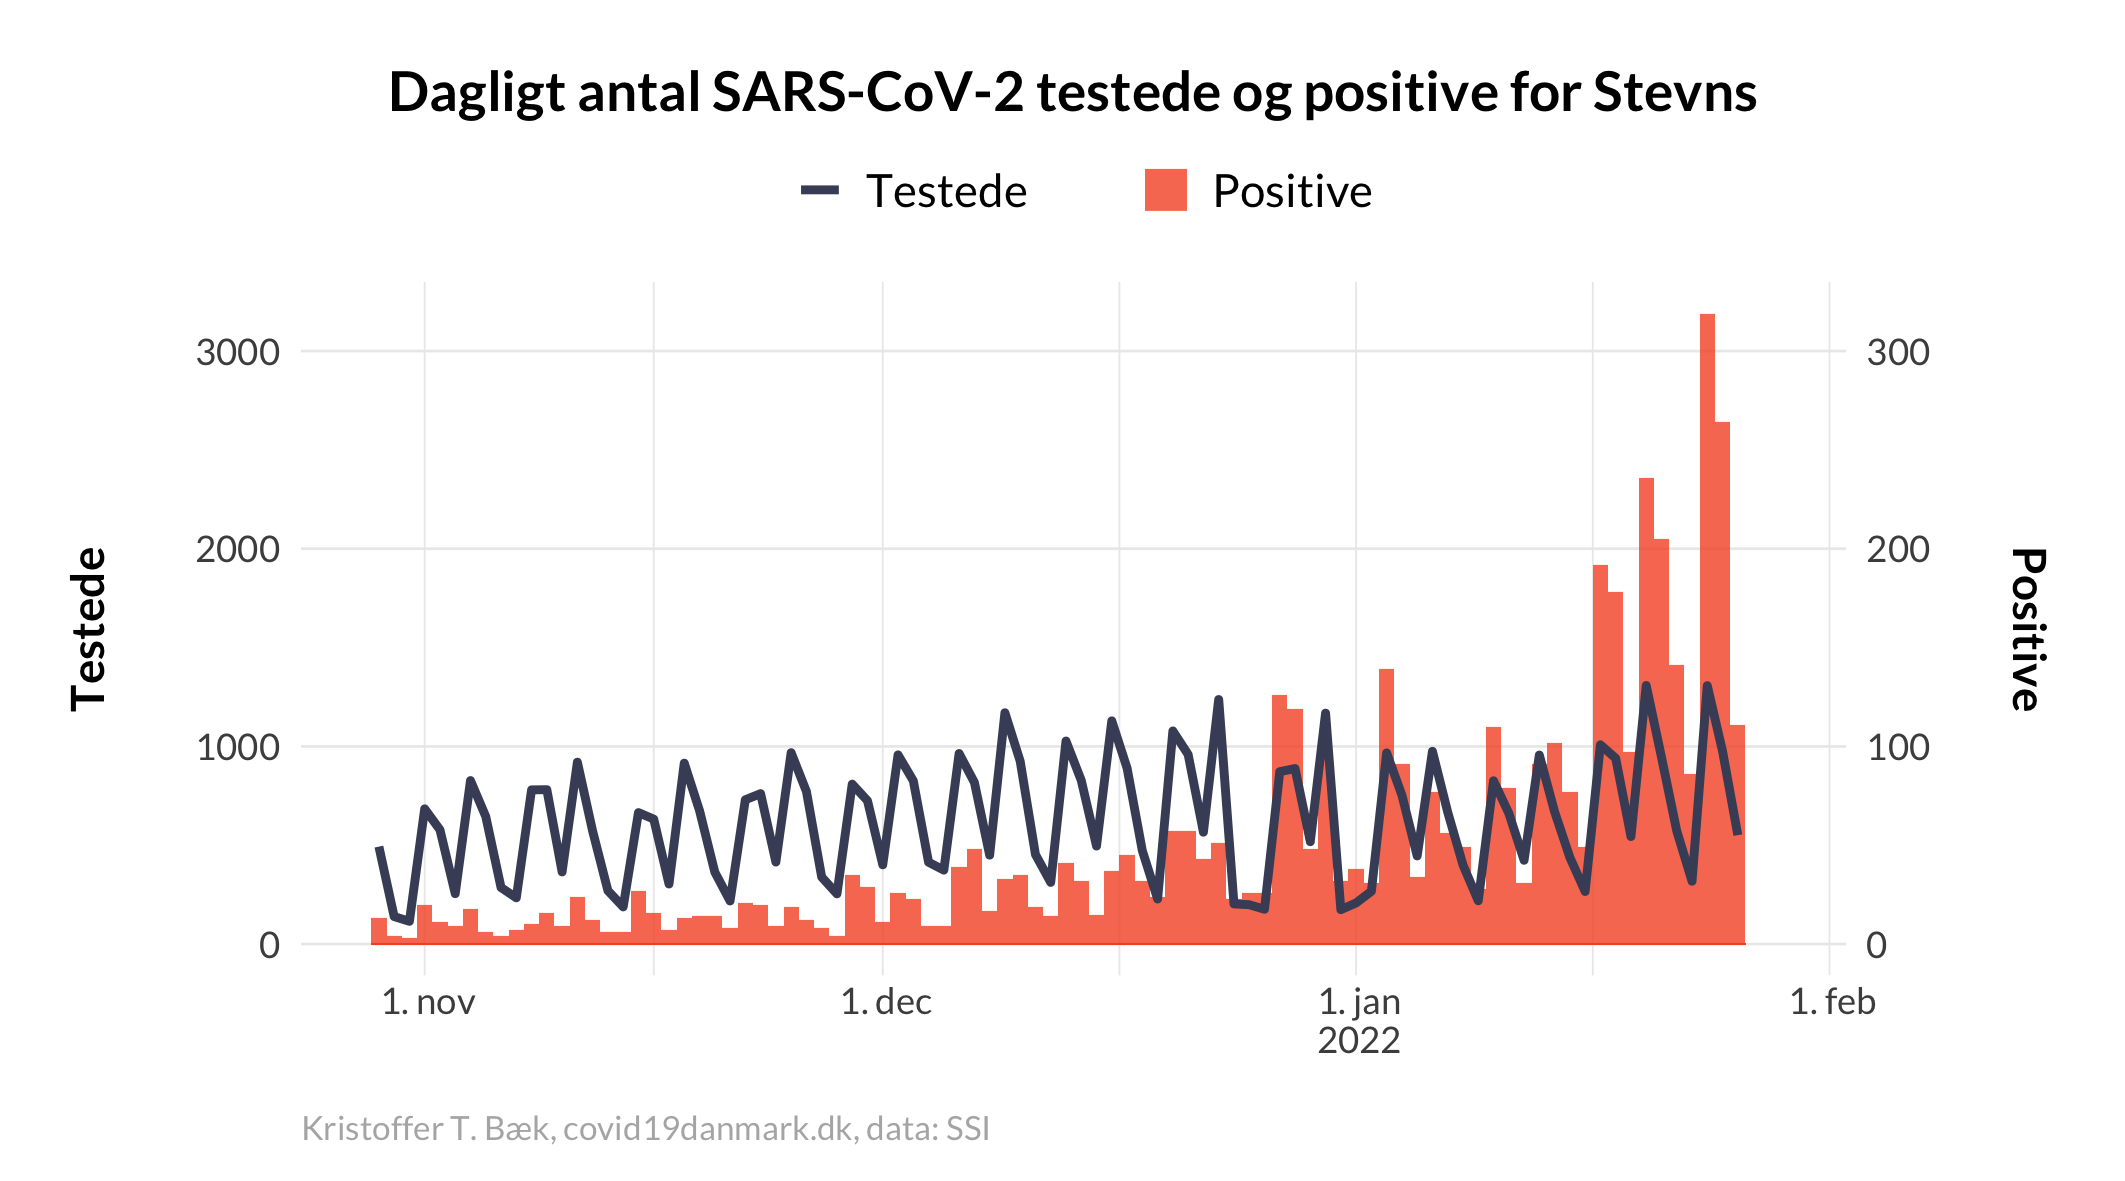 Dagligt antal SARS-CoV-2 testede og positive for Stevns
Testede
Positive
3000
2000
1000
0
300
200
100
0
Testede
Positive
1. nov
1. dec
1. jan
2022
1. feb
Kristoffer T. Bæk, covid19danmark.dk, data: SSI